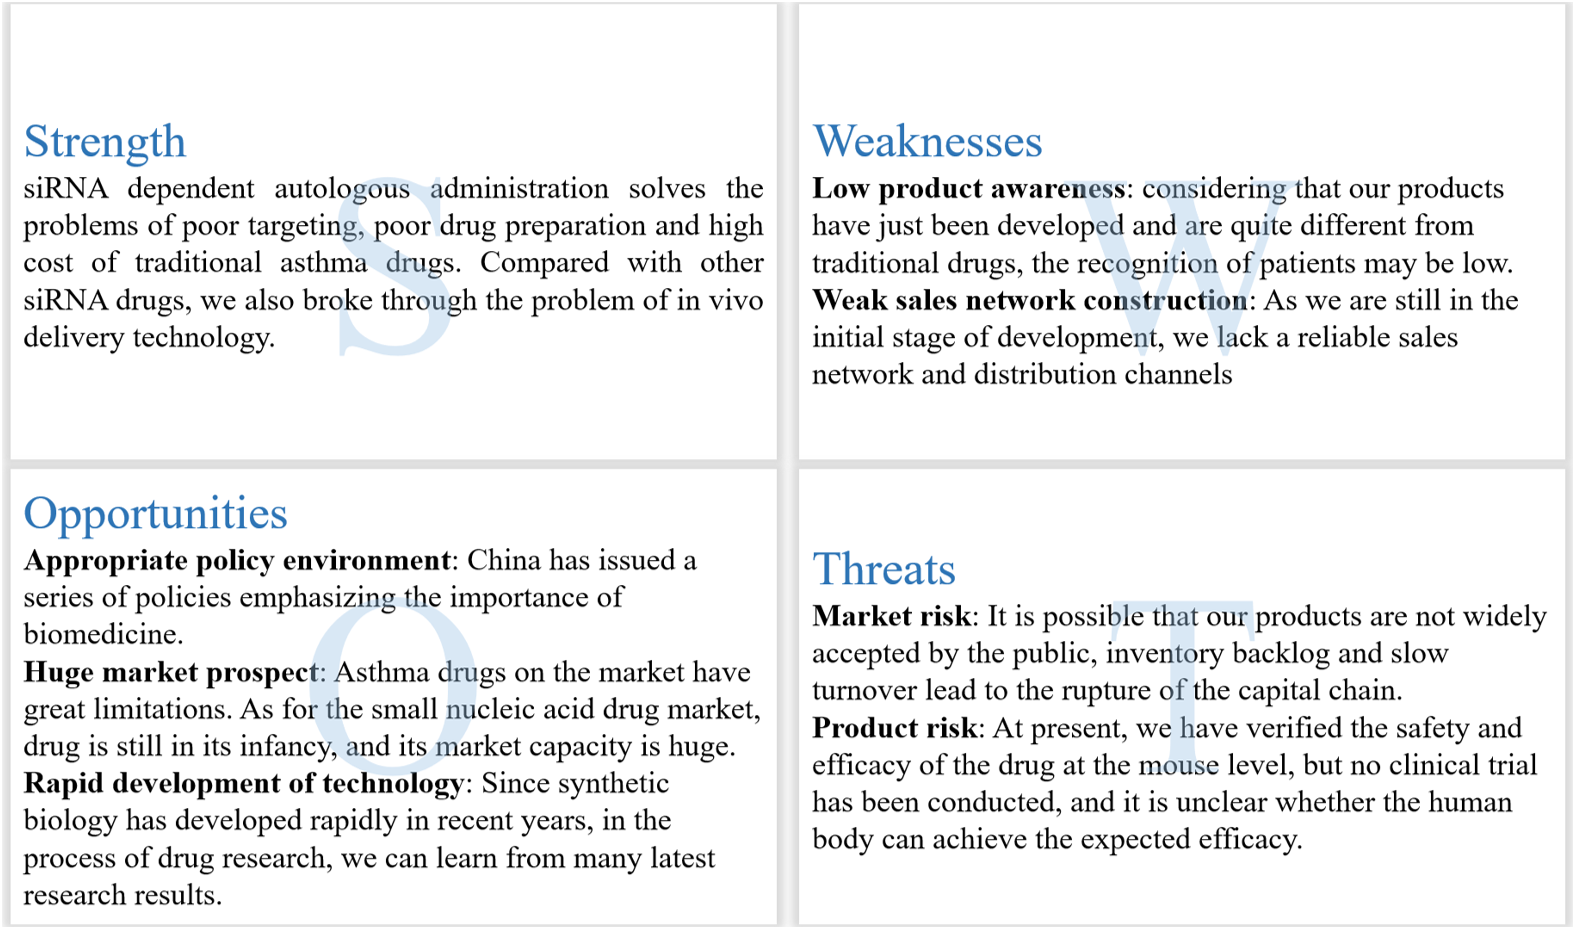 Strength
siRNA dependent autologous administration solves the
problems of poor targeting, poor drug preparation and high
cost of traditional asthma drugs. Compared with other
siRNA drugs, we also broke through the problem of in vivo
delivery technology.
S
Weaknesses
Low product awareness: considering that our products
have just been developed and are quite different from
traditional drugs, the recognition of patients may be low.
Weak sales network construction: As we are still in the
initial stage of development, we lack a reliable sales
network and distribution channels
W
Opportunities
Appropriate policy environment: China has issued a
series of policies emphasizing the importance of
biomedicine.
Huge market prospect: Asthma drugs on the market have
great limitations. As for the small nucleic acid drug market,
drug is still in its infancy, and its market capacity is huge.
Rapid development of technology: Since synthetic
biology has developed rapidly in recent years, in the
process of drug research, we can learn from many latest
research results.
O
Threats
Market risk: It is possible that our products are not widely
accepted by the public, inventory backlog and slow
turnover lead to the rupture of the capital chain.
Product risk: At present, we have verified the safety and
efficacy of the drug at the mouse level, but no clinical trial
has been conducted, and it is unclear whether the human
body can achieve the expected efficacy.
T